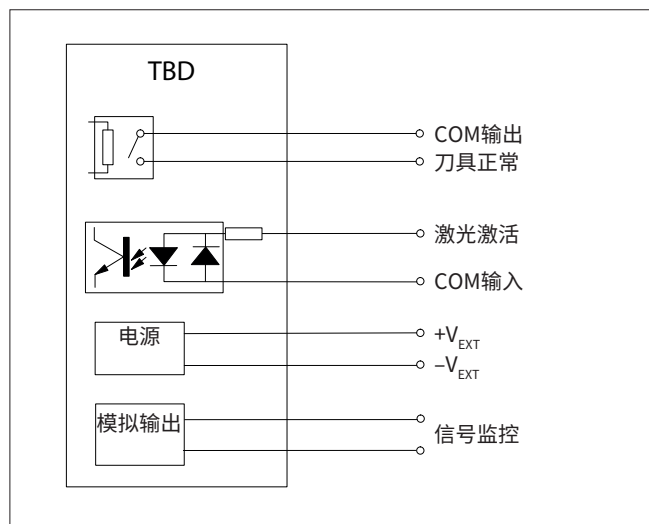 TBD
COM输出
刀具正常
激光激活
COM输入
电源
+VEXT
–VEXT
模拟输出
信号监控